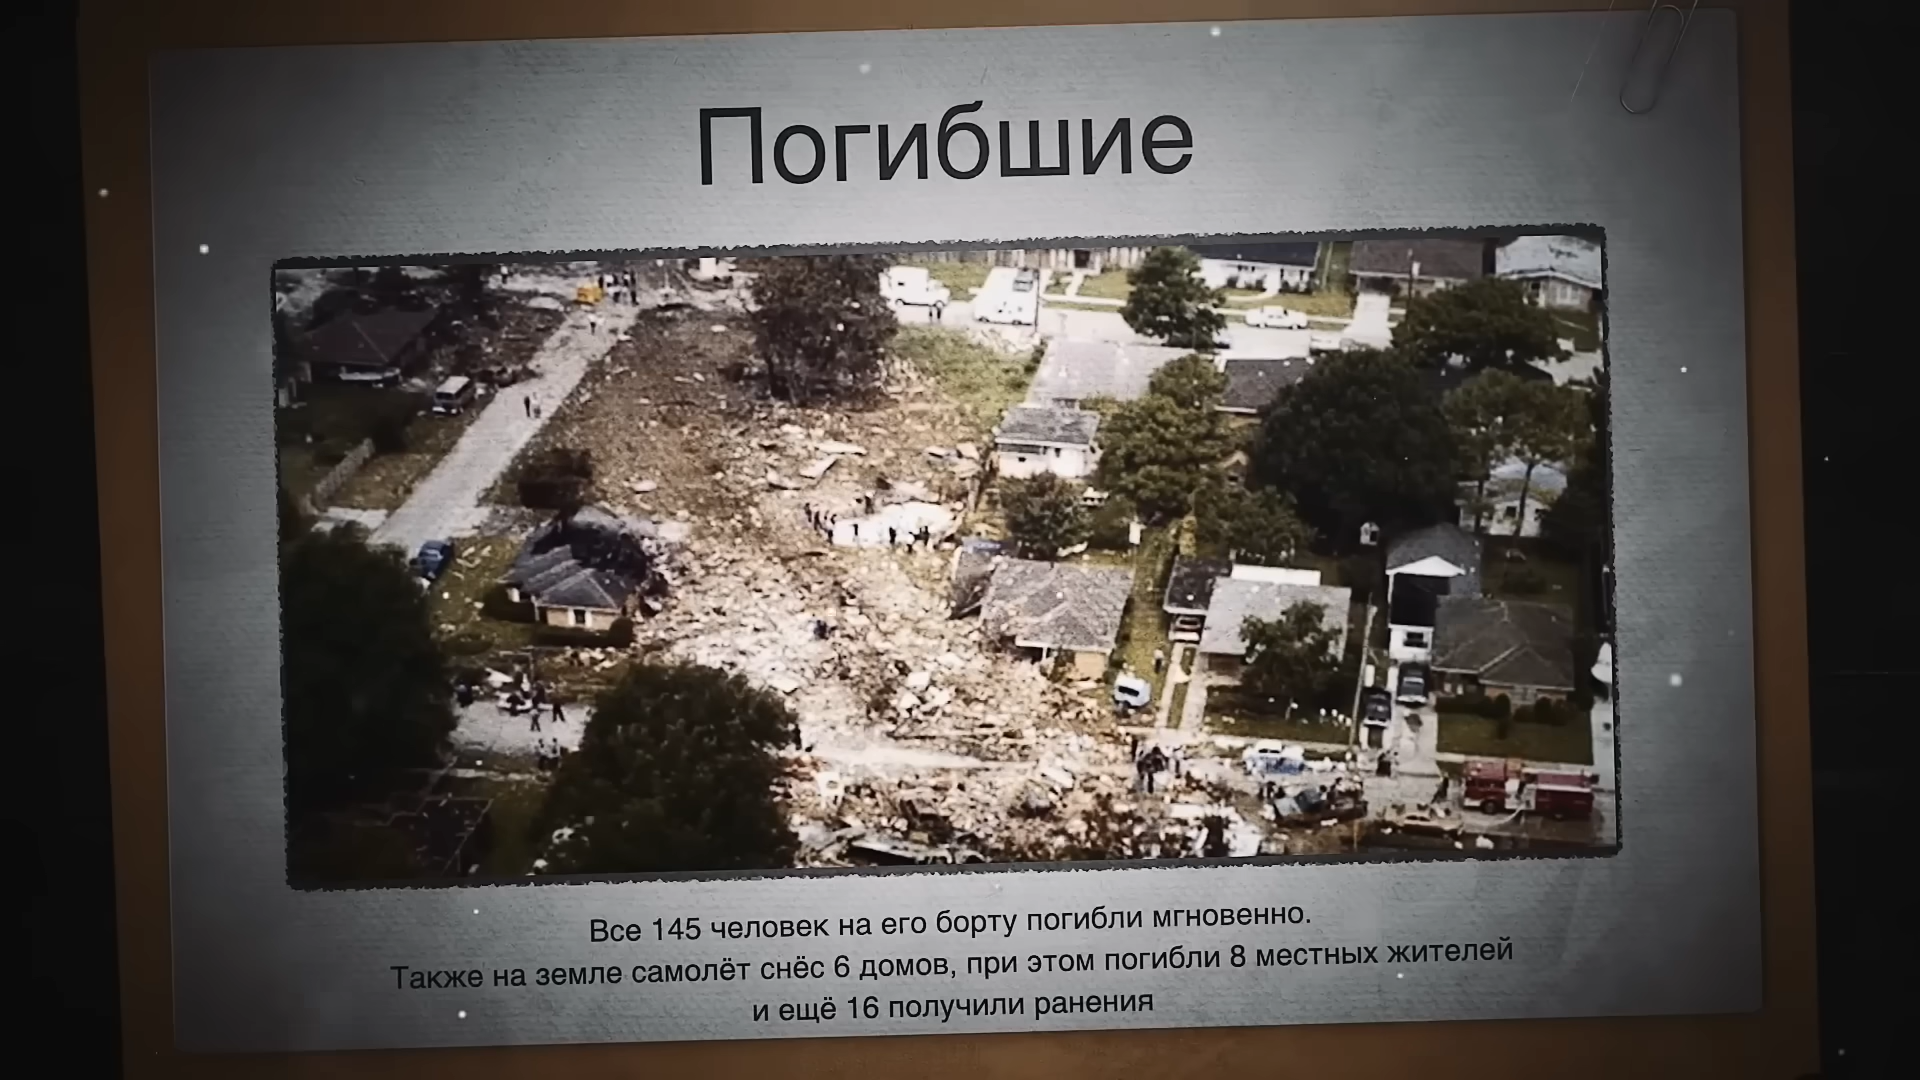 Погибшие
Все 145 человек на его борту погибли мгновенно.
Также на земле самолёт снёс 6 домов, при этом погибли 8 местных жителей
и ещё 16 получили ранения